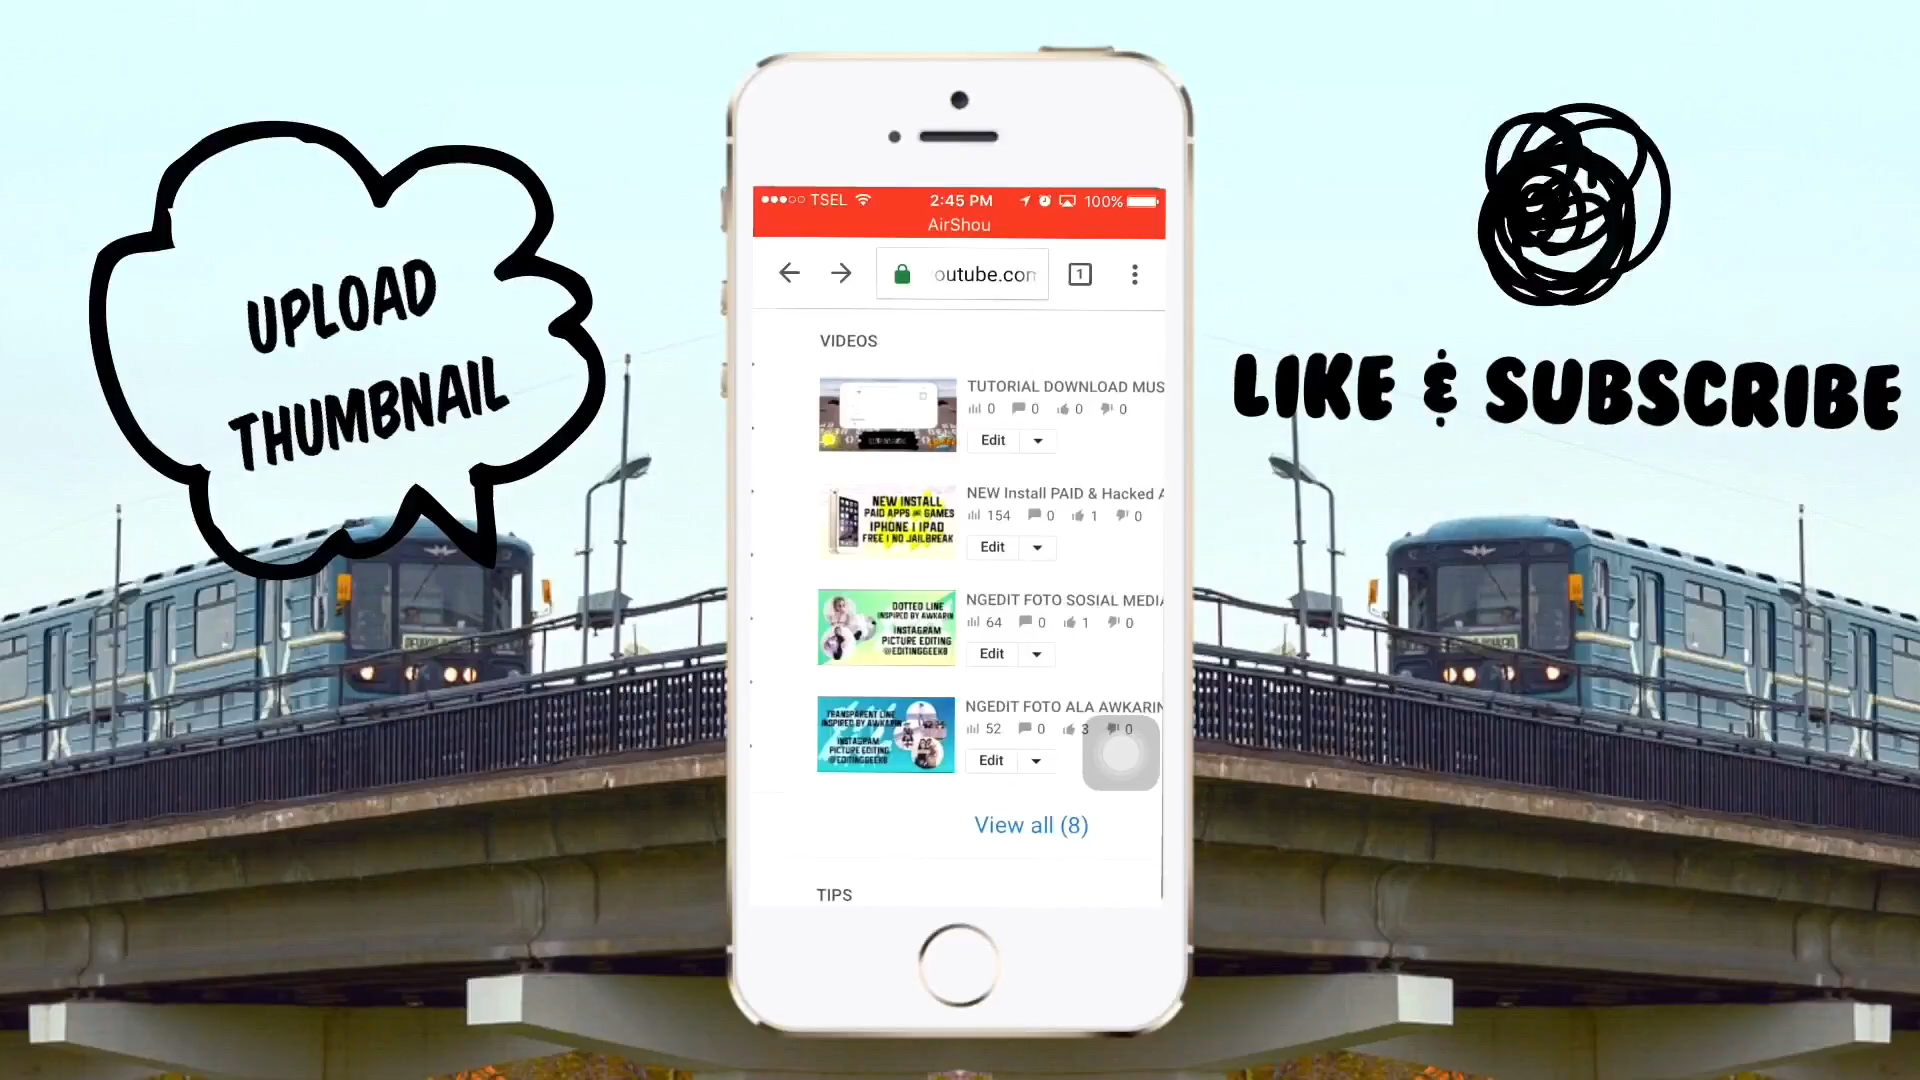 UPLOAD
THUMBNAIL
LIKE & SUBSCRIBE
TSEL 2:45 PM 100%
AirShou
outube.com
1
VIDEOS
TUTORIAL DOWNLOAD MUS
0 0 0 0
Edit
NEW INSTALL
PAID APPS AND GAMES
IPHONE | IPAD
FREE | NO JAILBREAK
NEW Install PAID & Hacked A
154 0 1 0
Edit
DOTTED LINE
INSPIRED BY AWKARIN
INSTAGRAM
PICTURE EDITING
@EDITINGGEEKB
NGEDIT FOTO SOSIAL MEDIA
64 0 1 0
Edit
TRANSPARENT LINE
INSPIRED BY AWKARIN
INSTAGRAM
PICTURE EDITING
@EDITINGGEEKB
NGEDIT FOTO ALA AWKARIN
52 0 3 0
Edit
View all (8)
TIPS